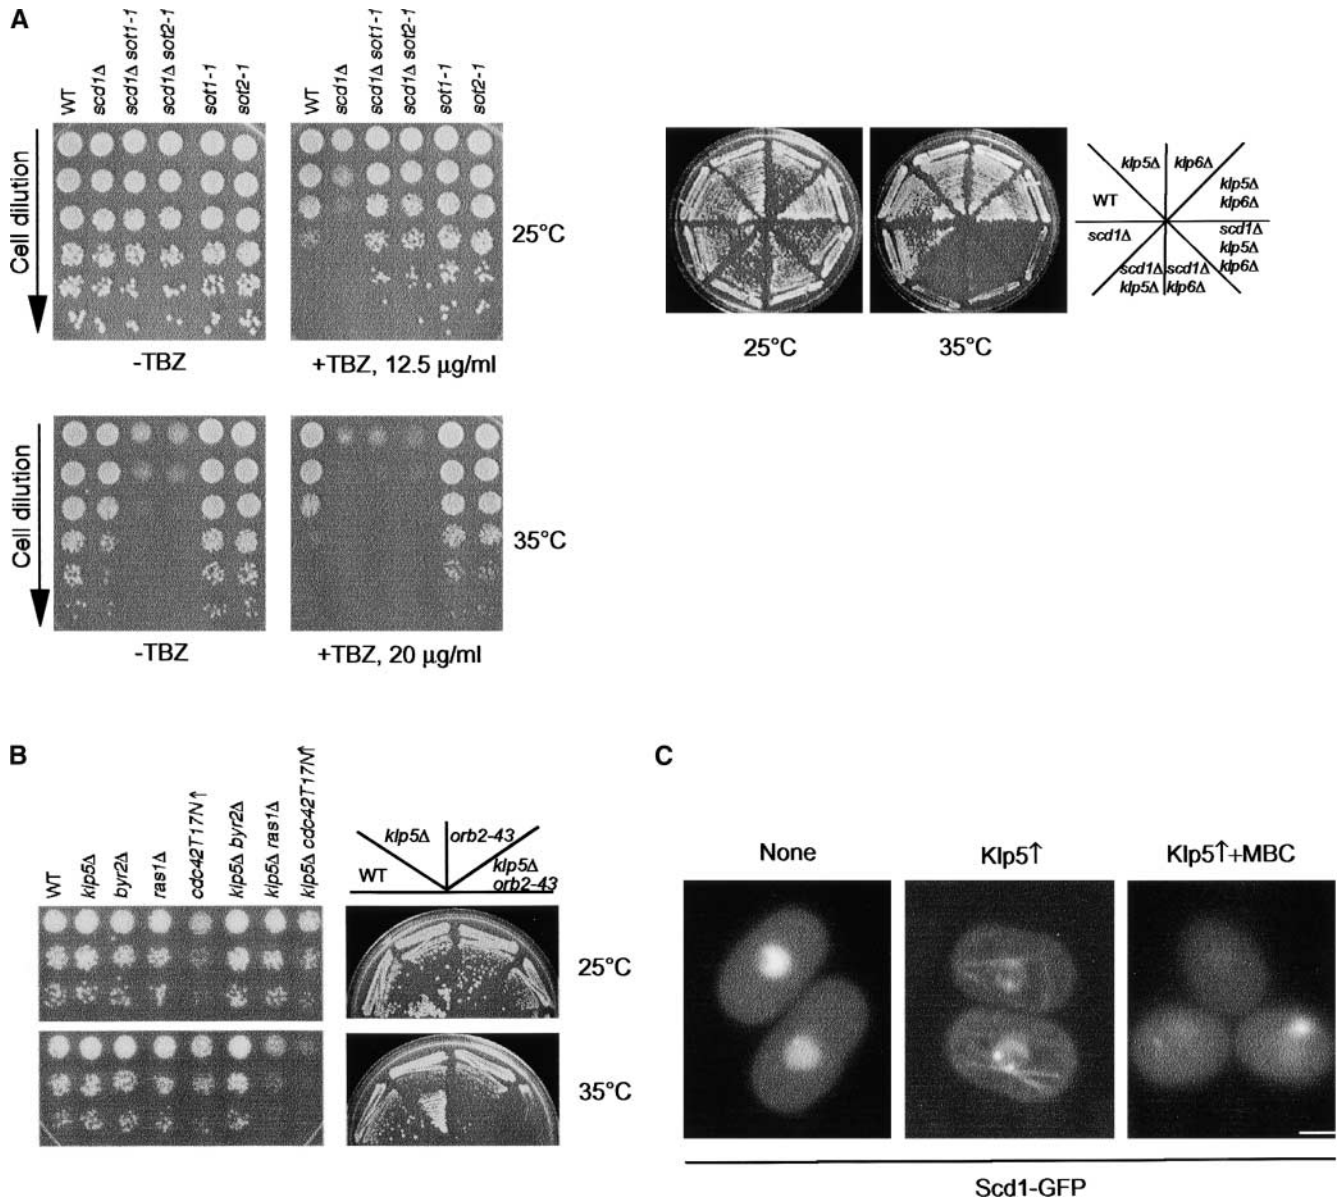 A
WT
scd1Δ
scd1Δ sot1-1
scd1Δ sot2-1
sot1-1
sot2-1
WT
scd1Δ
scd1Δ sot1-1
scd1Δ sot2-1
sot1-1
sot2-1
Cell dilution
25°C
-TBZ
+TBZ, 12.5 μg/ml
klp5Δ
klp6Δ
WT
klp5Δ
klp6Δ
scd1Δ
scd1Δ
klp5Δ
klp6Δ
scd1Δ
klp5Δ
scd1Δ
klp6Δ
25°C
35°C
Cell dilution
35°C
-TBZ
+TBZ, 20 μg/ml
B
WT
klp5Δ
byr2Δ
ras1Δ
cdc42T17N↑
klp5Δ byr2Δ
klp5Δ ras1Δ
klp5Δ cdc42T17N↑
klp5Δ
orb2-43
WT
klp5Δ
orb2-43
25°C
35°C
C
None
Klp5↑
Klp5↑+MBC
Scd1-GFP